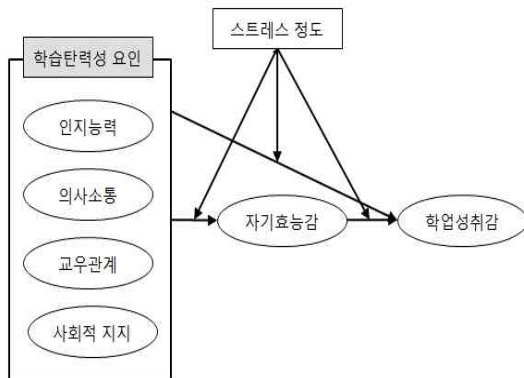 스트레스 정도
학습탄력성 요인
인지능력
의사소통
자기효능감
학업성취감
교우관계
사회적 지지